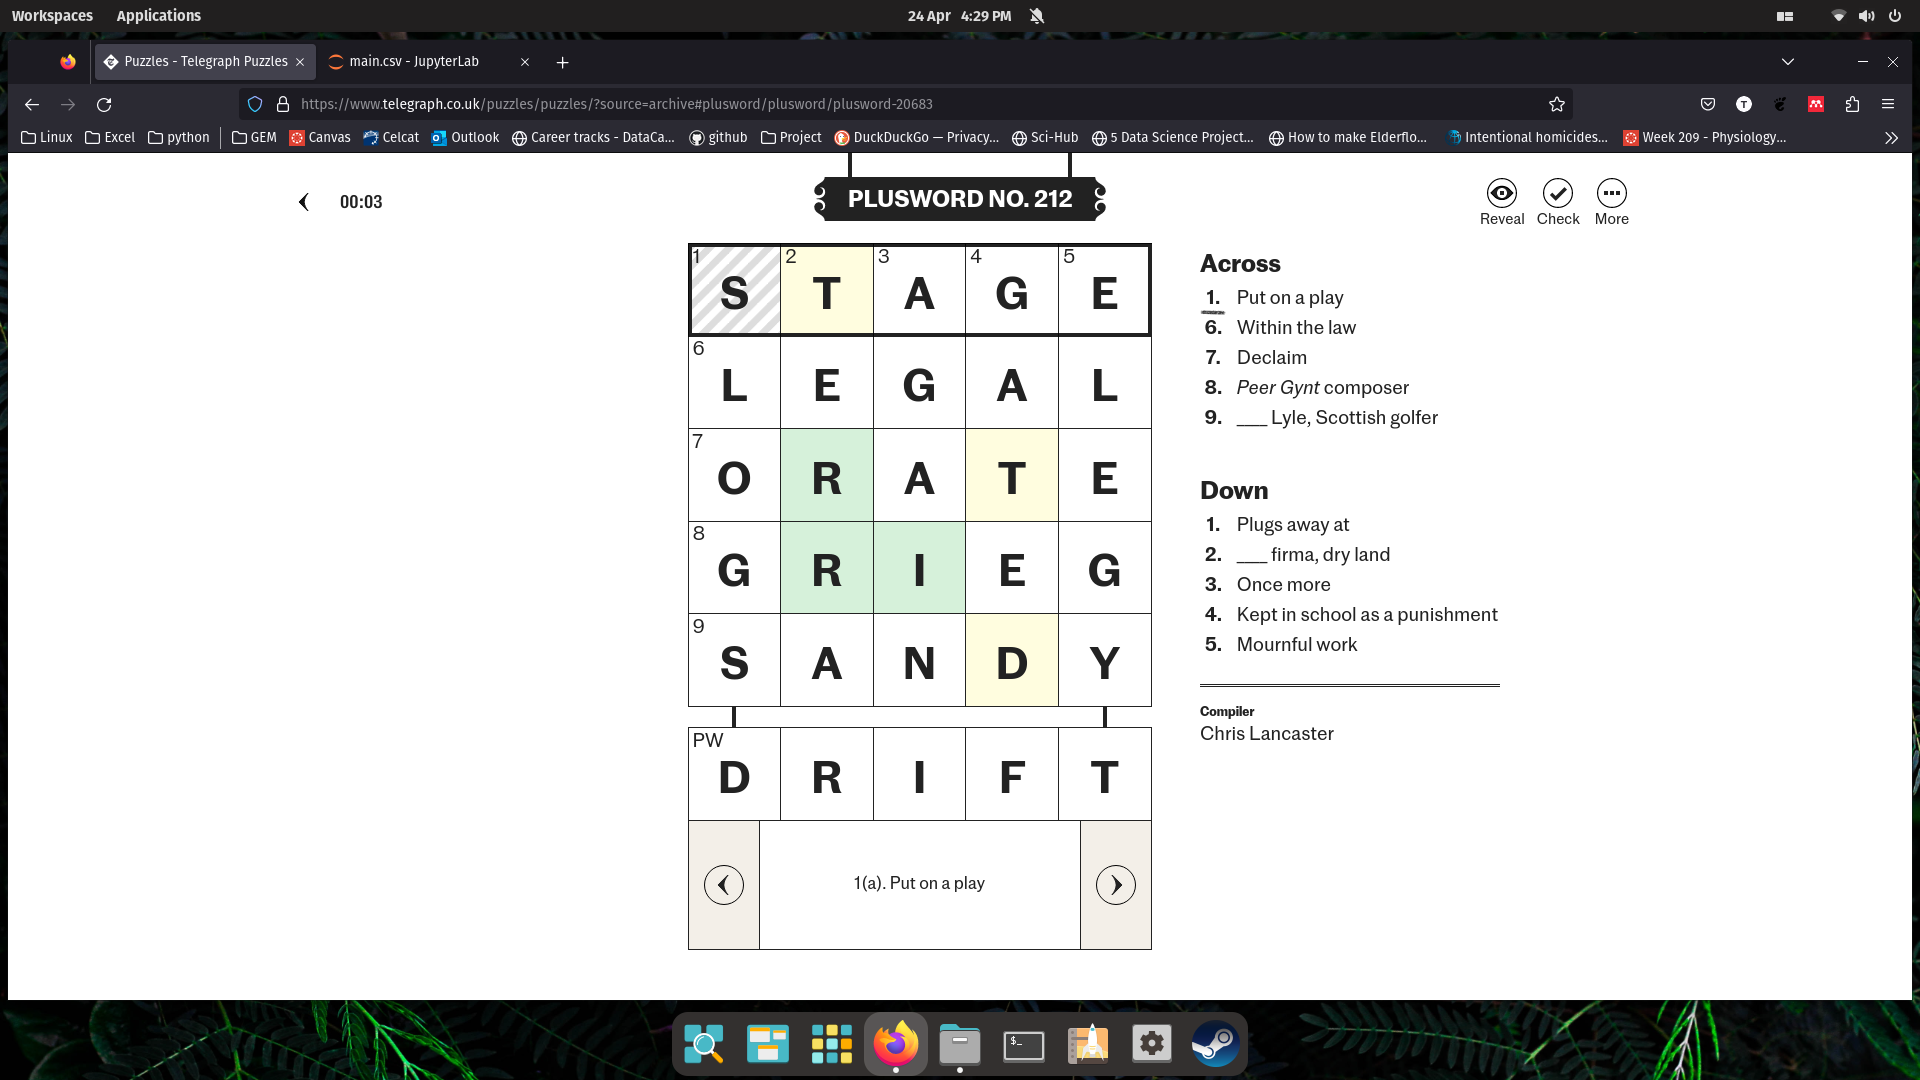 Workspaces Applications 24 Apr 4:29 PM
Puzzles - Telegraph Puzzles main.csv - JupyterLab
https://www.telegraph.co.uk/puzzles/puzzles/?source=archive#plusword/plusword/plusword-20683
Linux Excel python GEM Canvas Celcat Outlook Career tracks - DataCa... github Project DuckDuckGo — Privacy... Sci-Hub 5 Data Science Project... How to make Elderflo... Intentional homicides... Week 209 - Physiology...
00:03
PLUSWORD NO. 212
Reveal Check More
1 S 2 T 3 A 4 G 5 E
6 L E G A L
7 O R A T E
8 G R I E G
9 S A N D Y
PW D R I F T
1(a). Put on a play
Across
1. Put on a play
6. Within the law
7. Declaim
8. Peer Gynt composer
9. ___ Lyle, Scottish golfer
Down
1. Plugs away at
2. ___ firma, dry land
3. Once more
4. Kept in school as a punishment
5. Mournful work
Compiler
Chris Lancaster
$_